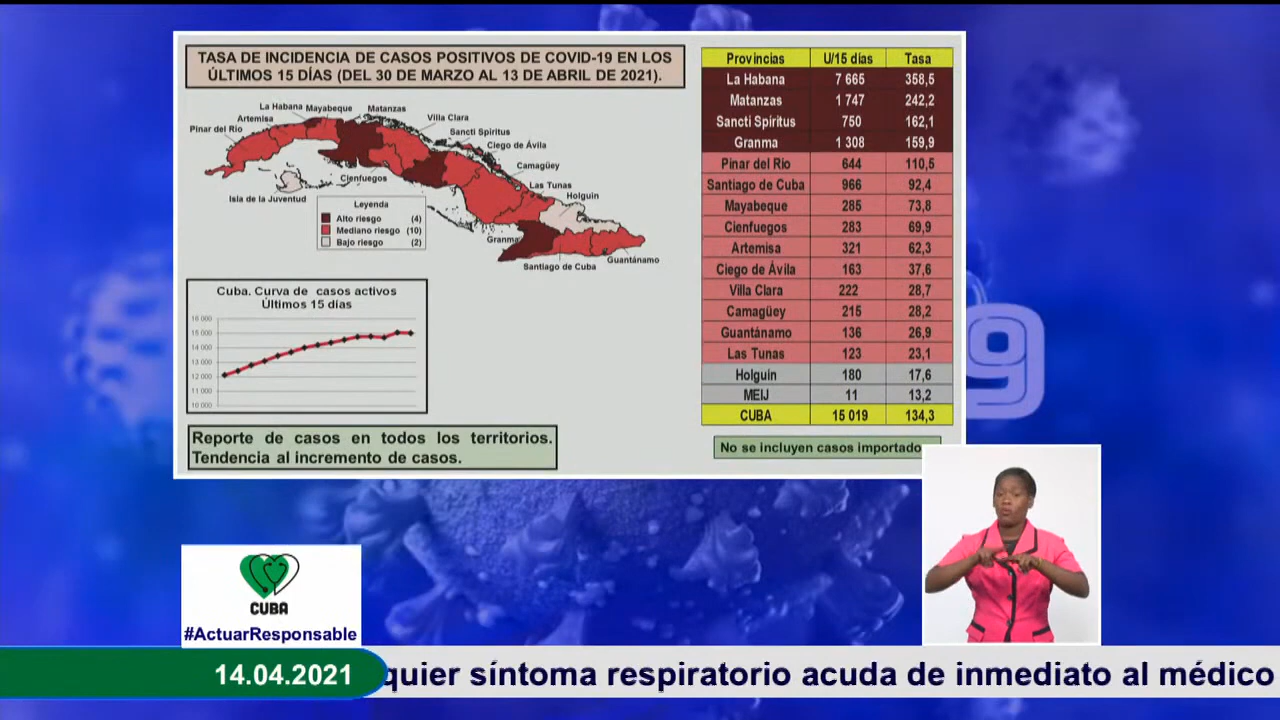 TASA DE INCIDENCIA DE CASOS POSITIVOS DE COVID-19 EN LOS
ÚLTIMOS 15 DÍAS (DEL 30 DE MARZO AL 13 DE ABRIL DE 2021).
La Habana
Mayabeque
Matanzas
Artemisa
Villa Clara
Pinar del Río
Sancti Spíritus
Ciego de Ávila
Camagüey
Cienfuegos
Las Tunas
Isla de la Juventud
Holguín
Leyenda
Alto riesgo (4)
Mediano riesgo (10)
Bajo riesgo (2)
Granma
Santiago de Cuba
Guantánamo
Cuba. Curva de casos activos
Últimos 15 días
16 000
15 000
14 000
13 000
12 000
11 000
10 000
Reporte de casos en todos los territorios.
Tendencia al incremento de casos.
Provincias U/15 días Tasa
La Habana 7 665 358,5
Matanzas 1 747 242,2
Sancti Spíritus 750 162,1
Granma 1 308 159,9
Pinar del Río 644 110,5
Santiago de Cuba 966 92,4
Mayabeque 285 73,8
Cienfuegos 283 69,9
Artemisa 321 62,3
Ciego de Ávila 163 37,6
Villa Clara 222 28,7
Camagüey 215 28,2
Guantánamo 136 26,9
Las Tunas 123 23,1
Holguín 180 17,6
MEIJ 11 13,2
CUBA 15 019 134,3
No se incluyen casos importado
9
CUBA
#ActuarResponsable
14.04.2021
quier síntoma respiratorio acuda de inmediato al médico